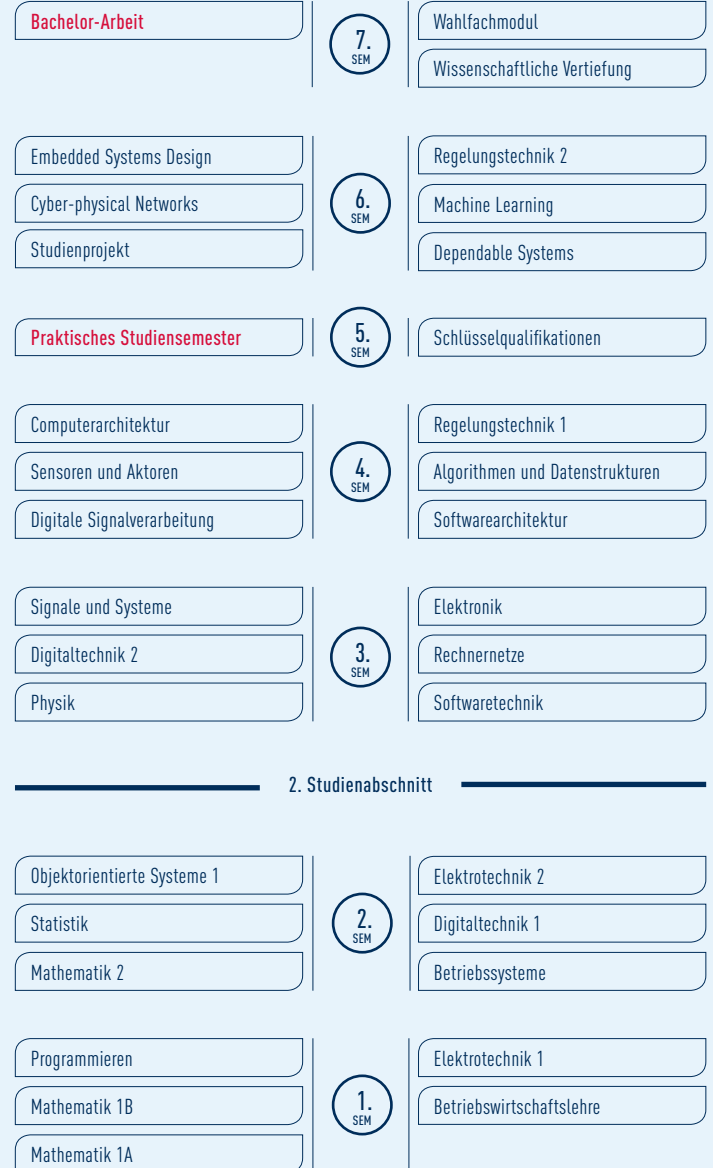 Bachelor-Arbeit
7.
SEM
Wahlfachmodul
Wissenschaftliche Vertiefung
Embedded Systems Design
Cyber-physical Networks
Studienprojekt
6.
SEM
Regelungstechnik 2
Machine Learning
Dependable Systems
Praktisches Studiensemester
5.
SEM
Schlüsselqualifikationen
Computerarchitektur
Sensoren und Aktoren
Digitale Signalverarbeitung
4.
SEM
Regelungstechnik 1
Algorithmen und Datenstrukturen
Softwarearchitektur
Signale und Systeme
Digitaltechnik 2
Physik
3.
SEM
Elektronik
Rechnernetze
Softwaretechnik
2. Studienabschnitt
Objektorientierte Systeme 1
Statistik
Mathematik 2
2.
SEM
Elektrotechnik 2
Digitaltechnik 1
Betriebssysteme
Programmieren
Mathematik 1B
Mathematik 1A
1.
SEM
Elektrotechnik 1
Betriebswirtschaftslehre